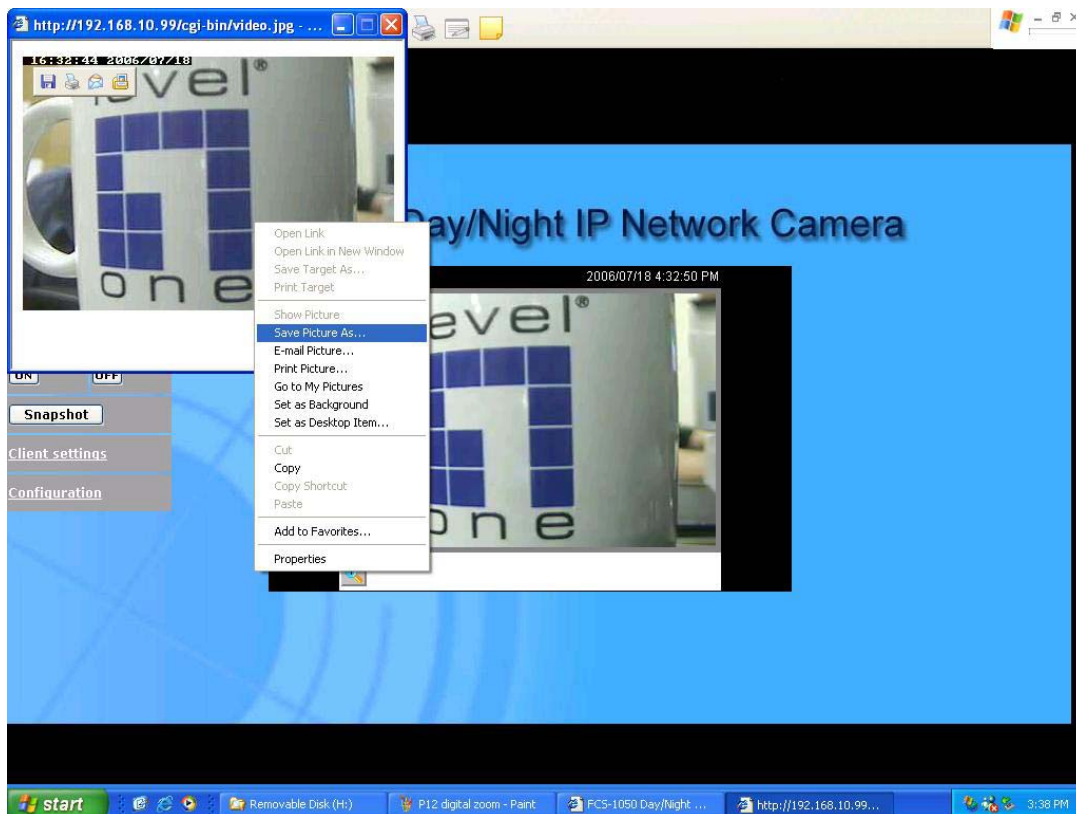 http://192.168.10.99/cgi-bin/video.jpg - ...
16:32:44 2006/07/18
level®
one
Day/Night IP Network Camera
2006/07/18 4:32:50 PM
evel®
one
Open Link
Open Link in New Window
Save Target As...
Print Target
Show Picture
Save Picture As...
E-mail Picture...
Print Picture...
Go to My Pictures
Set as Background
Set as Desktop Item...
Cut
Copy
Copy Shortcut
Paste
Add to Favorites...
Properties
ON OFF
Snapshot
Client settings
Configuration
start
Removable Disk (H:)
P12 digital zoom - Paint
FCS-1050 Day/Night ...
http://192.168.10.99...
3:38 PM